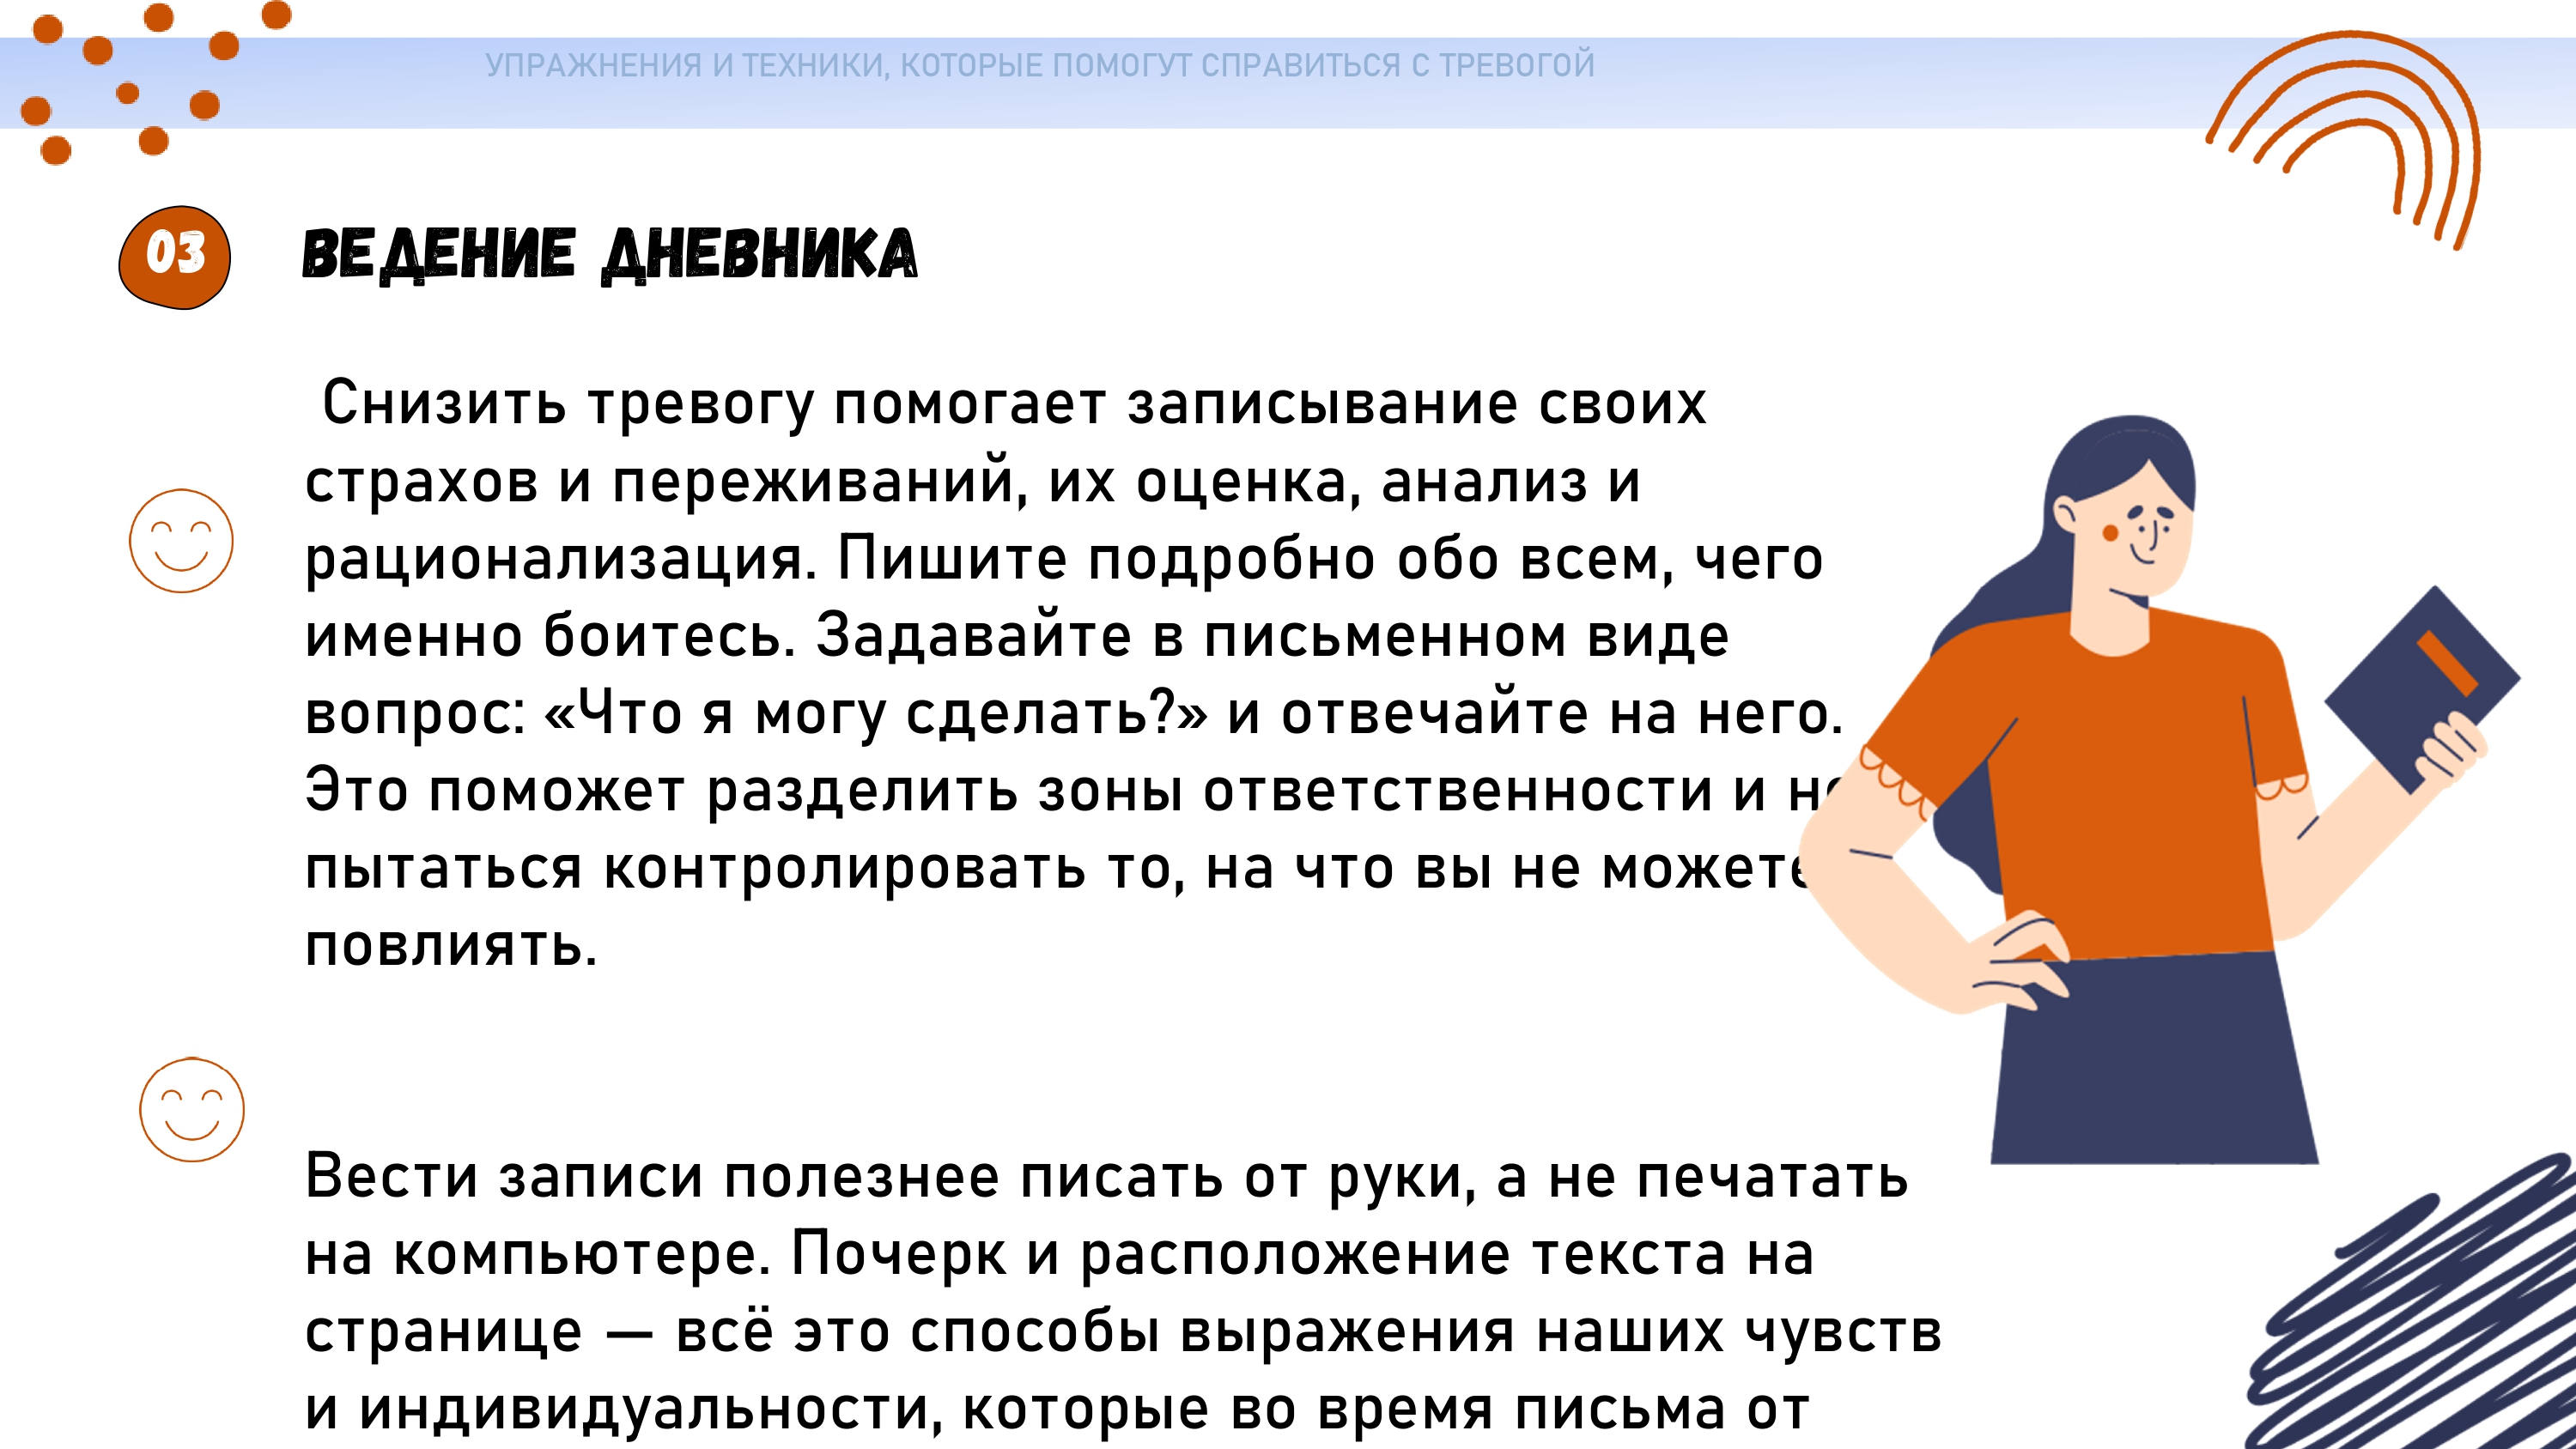 УПРАЖНЕНИЯ И ТЕХНИКИ, КОТОРЫЕ ПОМОГУТ СПРАВИТЬСЯ С ТРЕВОГОЙ
03
ВЕДЕНИЕ ДНЕВНИКА
Снизить тревогу помогает записывание своих
страхов и переживаний, их оценка, анализ и
рационализация. Пишите подробно обо всем, чего
именно боитесь. Задавайте в письменном виде
вопрос: «Что я могу сделать?» и отвечайте на него.
Это поможет разделить зоны ответственности и не
пытаться контролировать то, на что вы не можете
повлиять.
Вести записи полезнее писать от руки, а не печатать
на компьютере. Почерк и расположение текста на
странице — всё это способы выражения наших чувств
и индивидуальности, которые во время письма от